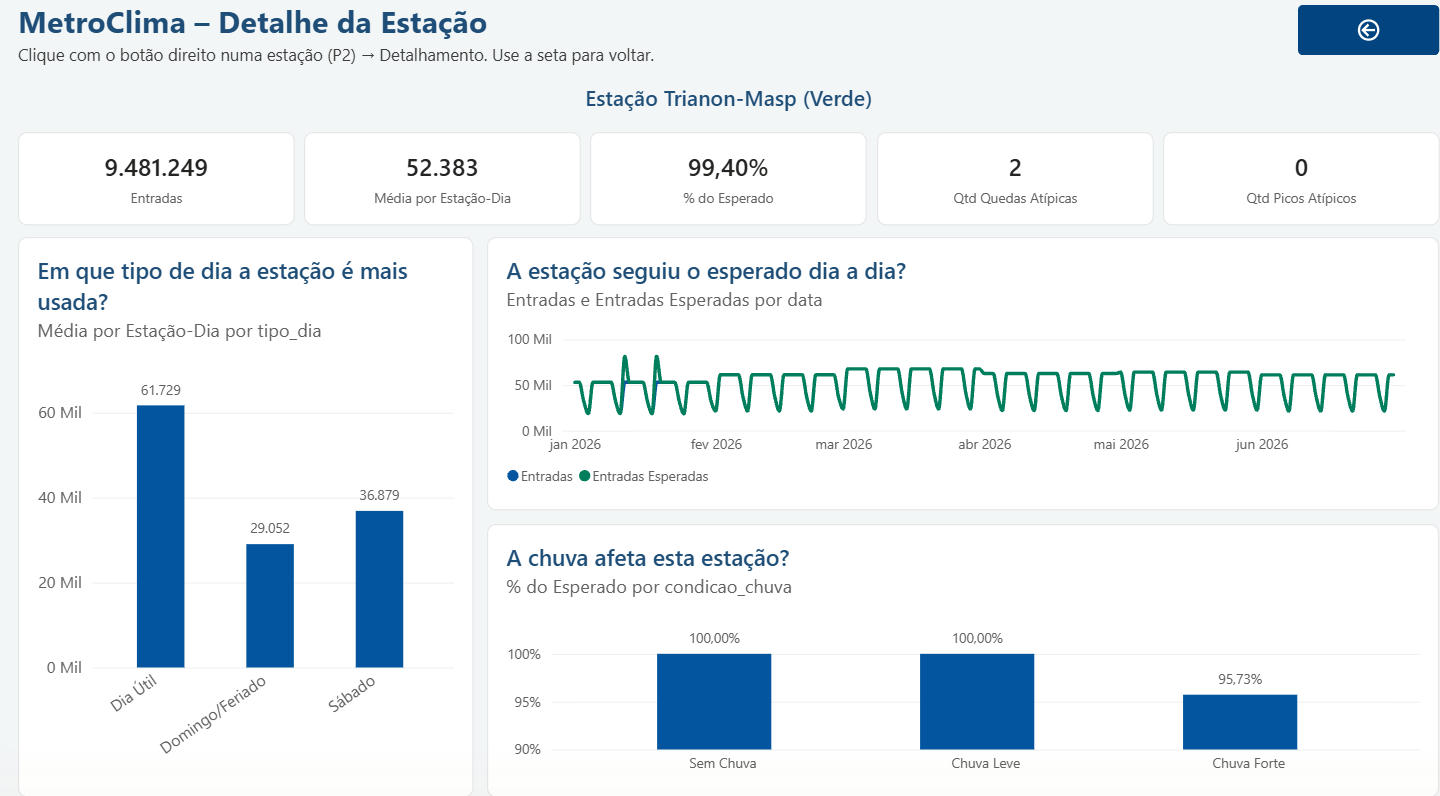 MetroClima – Detalhe da Estação
Clique com o botão direito numa estação (P2) → Detalhamento. Use a seta para voltar.
Estação Trianon-Masp (Verde)
9.481.249
Entradas
52.383
Média por Estação-Dia
99,40%
% do Esperado
2
Qtd Quedas Atípicas
0
Qtd Picos Atípicos
Em que tipo de dia a estação é mais
usada?
Média por Estação-Dia por tipo_dia
61.729
60 Mil
40 Mil
36.879
29.052
20 Mil
0 Mil
Dia Útil
Domingo/Feriado
Sábado
A estação seguiu o esperado dia a dia?
Entradas e Entradas Esperadas por data
100 Mil
50 Mil
0 Mil
jan 2026
fev 2026
mar 2026
abr 2026
mai 2026
jun 2026
Entradas
Entradas Esperadas
A chuva afeta esta estação?
% do Esperado por condicao_chuva
100,00%
100,00%
100%
95,73%
95%
90%
Sem Chuva
Chuva Leve
Chuva Forte